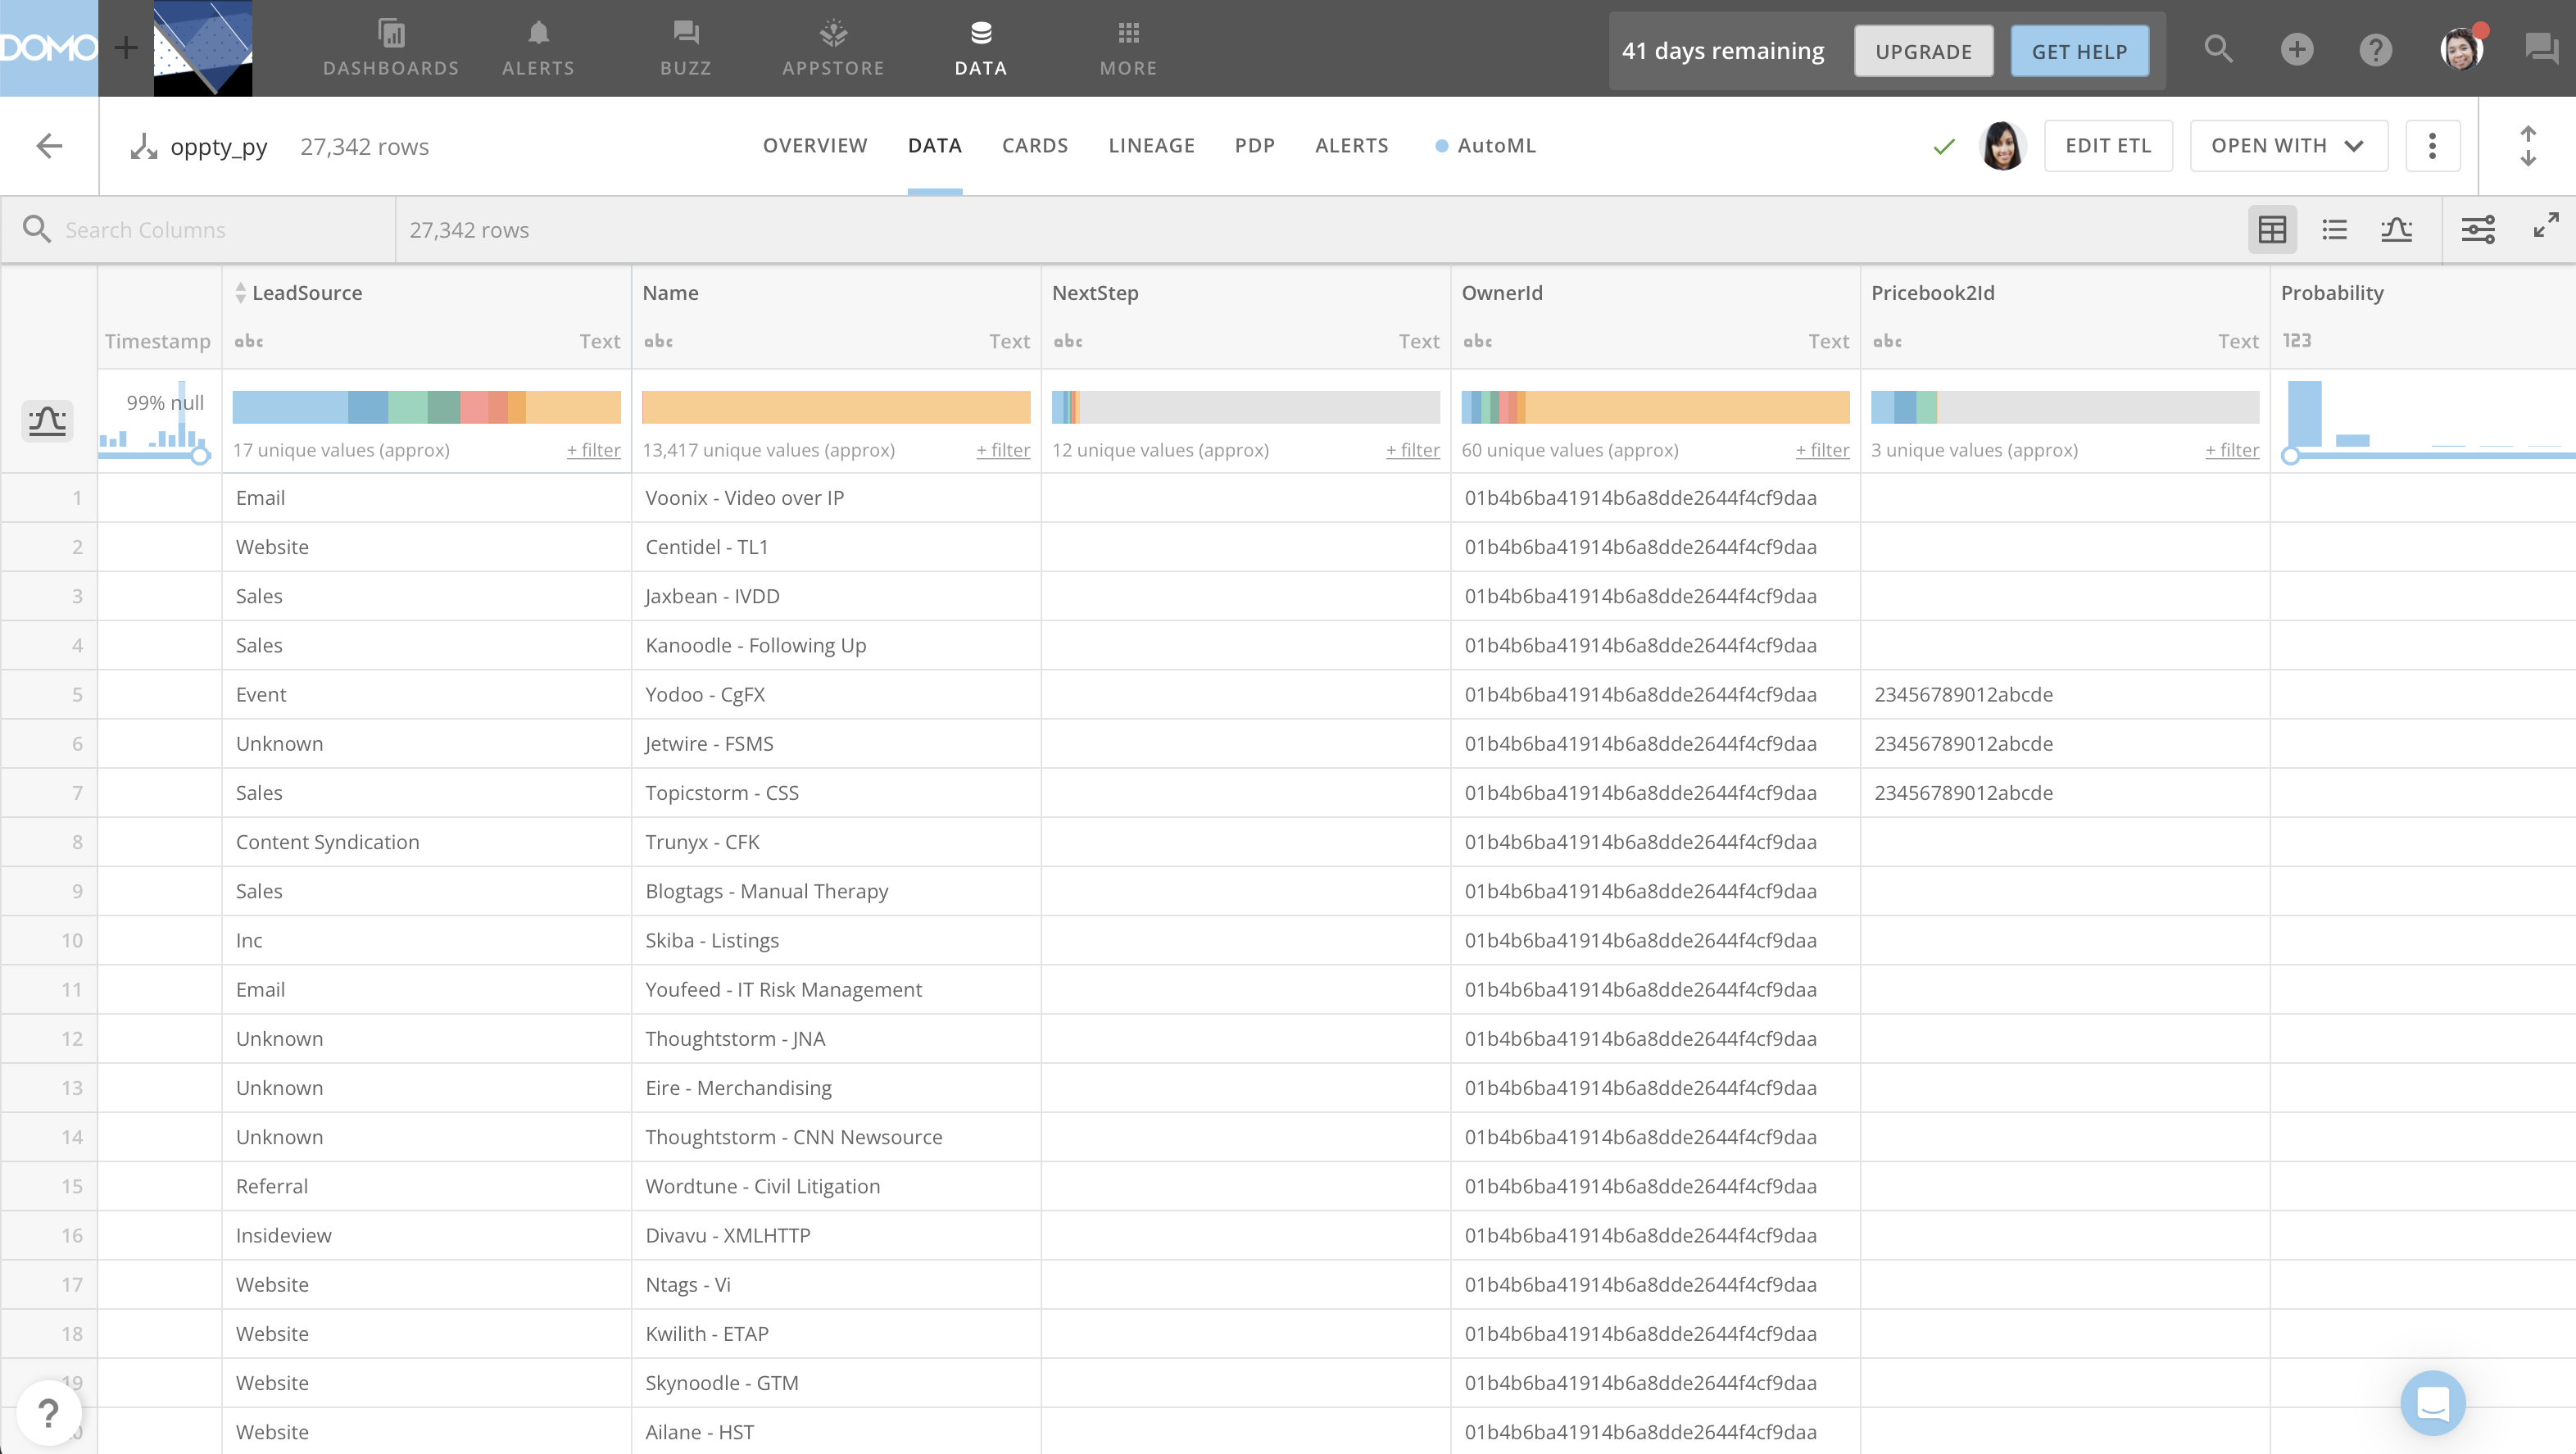 DOMO
DASHBOARDS ALERTS BUZZ APPSTORE DATA MORE
41 days remaining UPGRADE GET HELP
oppty_py 27,342 rows OVERVIEW DATA CARDS LINEAGE PDP ALERTS AutoML EDIT ETL OPEN WITH
Search Columns 27,342 rows
LeadSource Name NextStep OwnerId Pricebook2Id Probability
Timestamp abc Text abc Text abc Text abc Text abc Text 123
99% null
17 unique values (approx) + filter 13,417 unique values (approx) + filter 12 unique values (approx) + filter 60 unique values (approx) + filter 3 unique values (approx) + filter
1 Email Voonix - Video over IP 01b4b6ba41914b6a8dde2644f4cf9daa
2 Website Centidel - TL1 01b4b6ba41914b6a8dde2644f4cf9daa
3 Sales Jaxbean - IVDD 01b4b6ba41914b6a8dde2644f4cf9daa
4 Sales Kanoodle - Following Up 01b4b6ba41914b6a8dde2644f4cf9daa
5 Event Yodoo - CgFX 01b4b6ba41914b6a8dde2644f4cf9daa 23456789012abcde
6 Unknown Jetwire - FSMS 01b4b6ba41914b6a8dde2644f4cf9daa 23456789012abcde
7 Sales Topicstorm - CSS 01b4b6ba41914b6a8dde2644f4cf9daa 23456789012abcde
8 Content Syndication Trunyx - CFK 01b4b6ba41914b6a8dde2644f4cf9daa
9 Sales Blogtags - Manual Therapy 01b4b6ba41914b6a8dde2644f4cf9daa
10 Inc Skiba - Listings 01b4b6ba41914b6a8dde2644f4cf9daa
11 Email Youfeed - IT Risk Management 01b4b6ba41914b6a8dde2644f4cf9daa
12 Unknown Thoughtstorm - JNA 01b4b6ba41914b6a8dde2644f4cf9daa
13 Unknown Eire - Merchandising 01b4b6ba41914b6a8dde2644f4cf9daa
14 Unknown Thoughtstorm - CNN Newsource 01b4b6ba41914b6a8dde2644f4cf9daa
15 Referral Wordtune - Civil Litigation 01b4b6ba41914b6a8dde2644f4cf9daa
16 Insideview Divavu - XMLHTTP 01b4b6ba41914b6a8dde2644f4cf9daa
17 Website Ntags - Vi 01b4b6ba41914b6a8dde2644f4cf9daa
18 Website Kwilith - ETAP 01b4b6ba41914b6a8dde2644f4cf9daa
19 Website Skynoodle - GTM 01b4b6ba41914b6a8dde2644f4cf9daa
Website Ailane - HST 01b4b6ba41914b6a8dde2644f4cf9daa
?